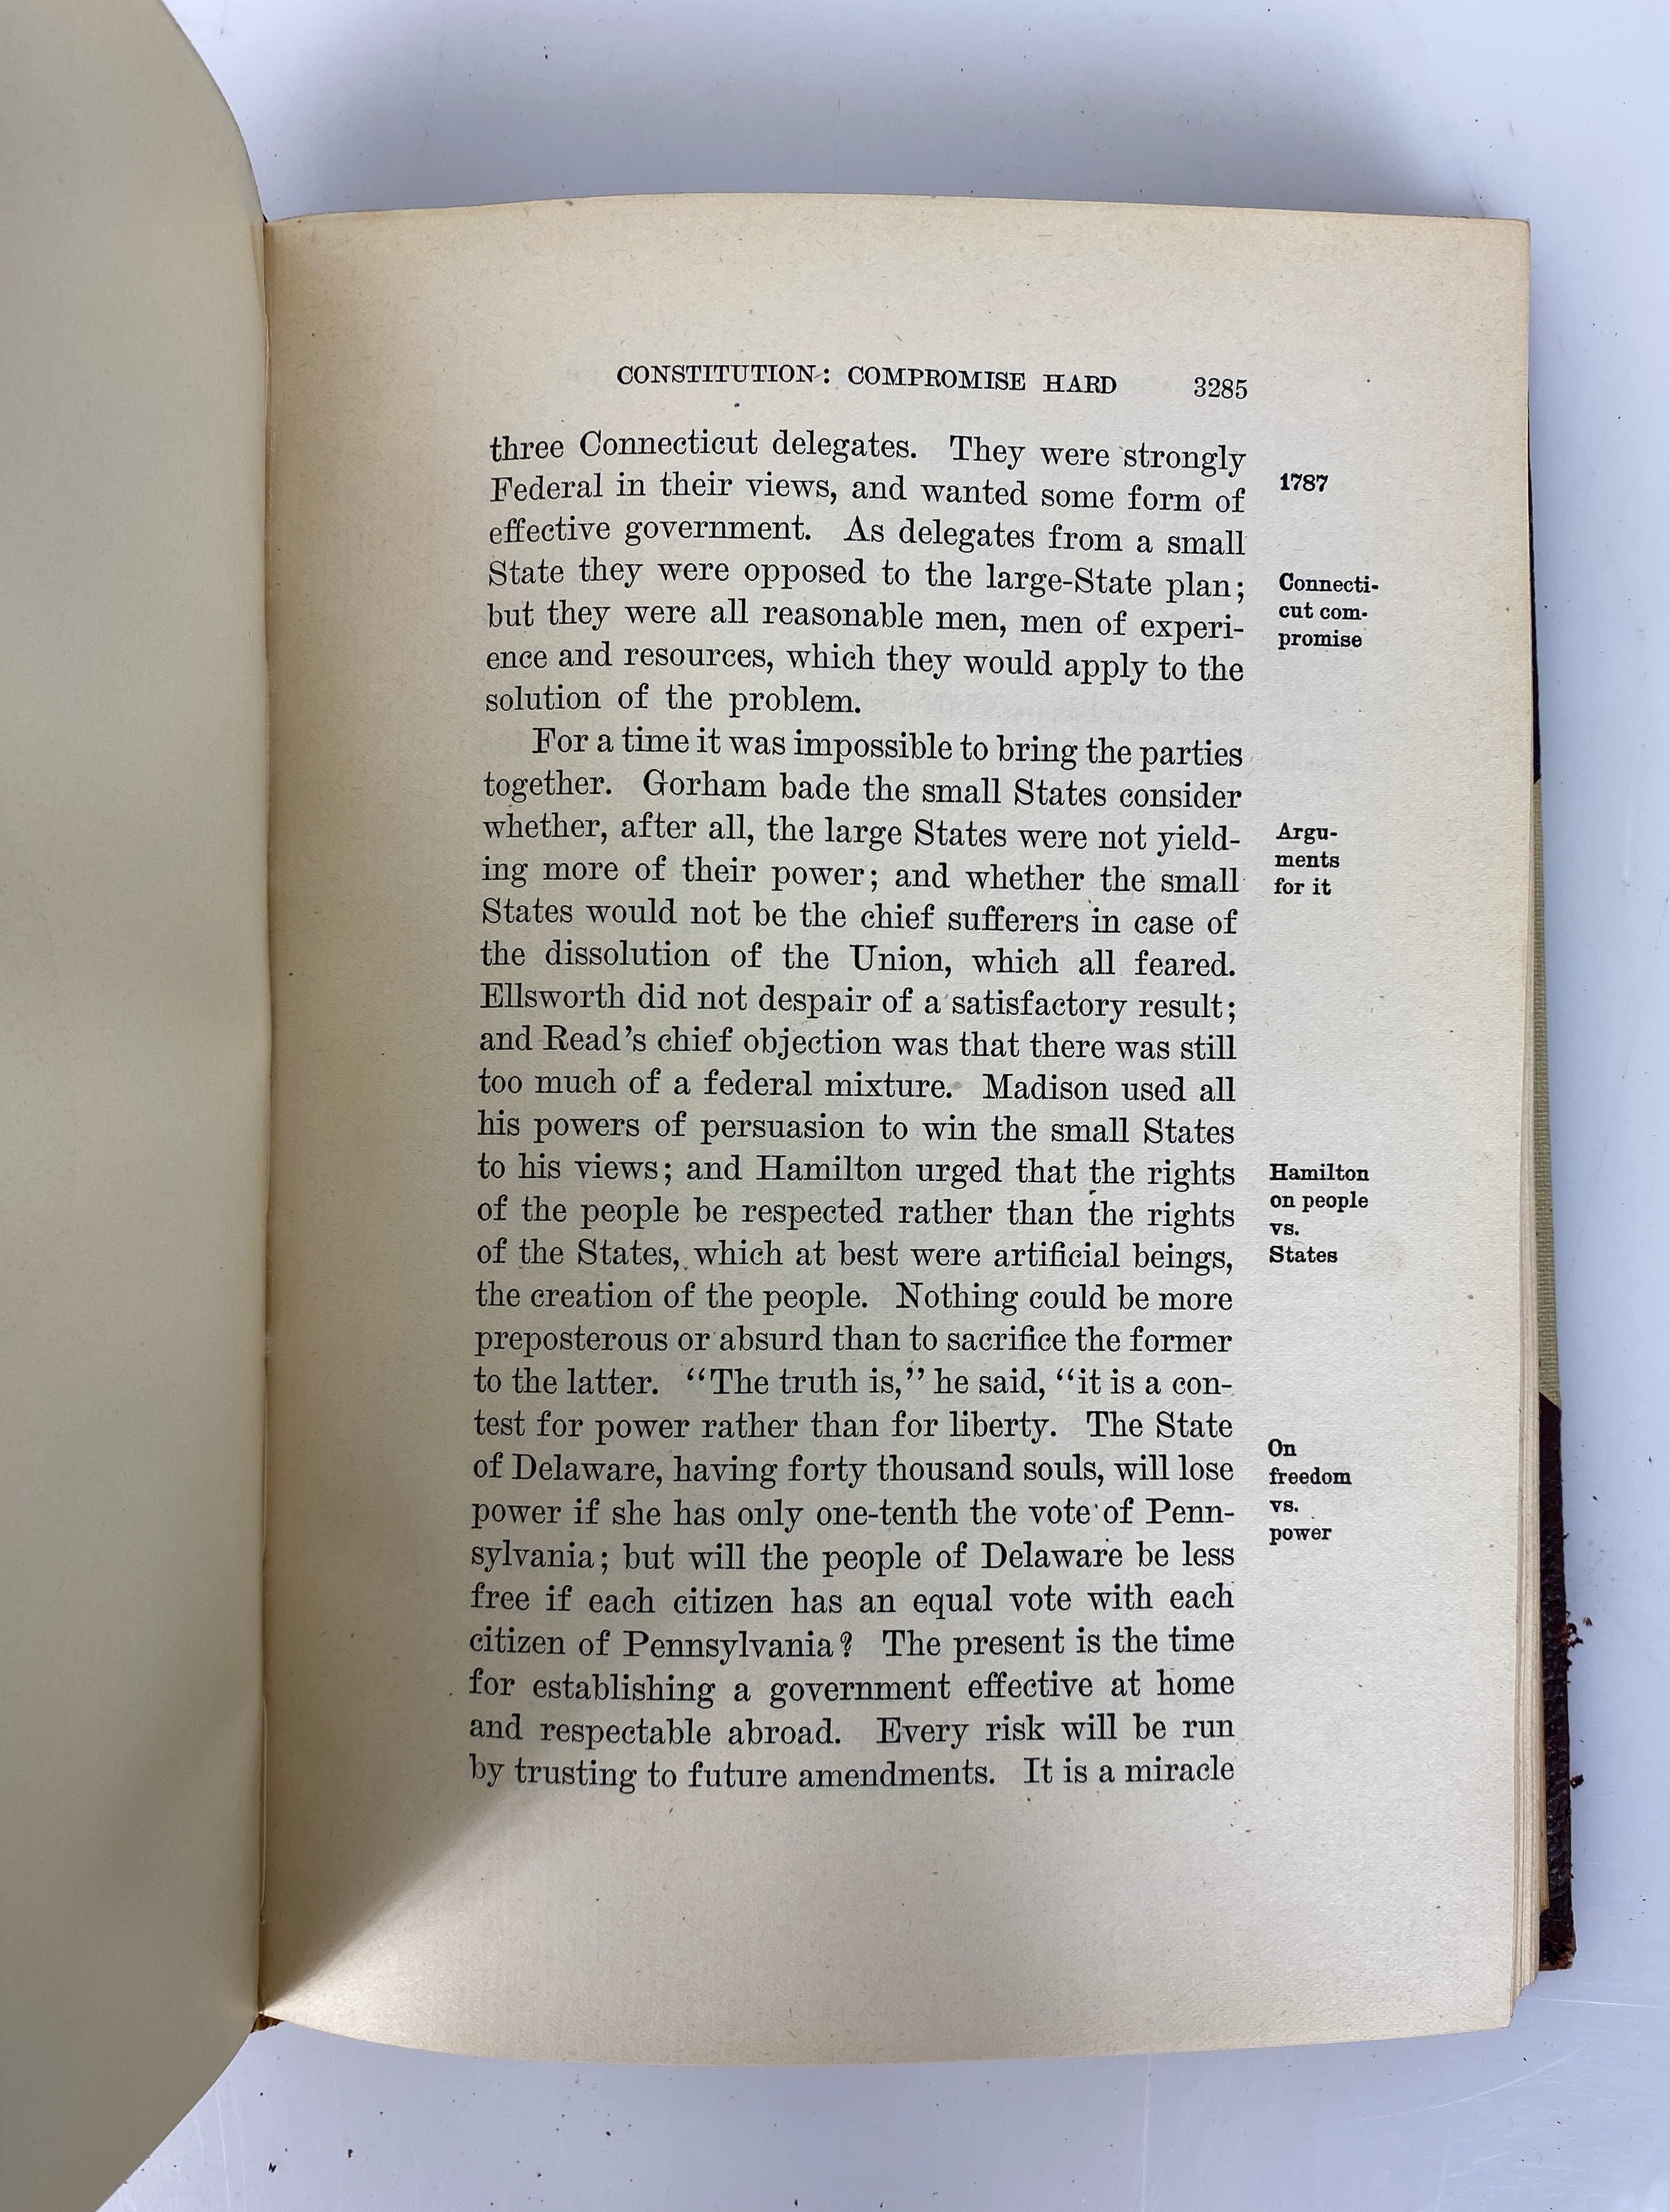 CONSTITUTION: COMPROMISE HARD 3285
three Connecticut delegates. They were strongly
Federal in their views, and wanted some form of
effective government. As delegates from a small
State they were opposed to the large-State plan;
but they were all reasonable men, men of experi-
ence and resources, which they would apply to the
solution of the problem.
For a time it was impossible to bring the parties
together. Gorham bade the small States consider
whether, after all, the large States were not yield-
ing more of their power; and whether the small
States would not be the chief sufferers in case of
the dissolution of the Union, which all feared.
Ellsworth did not despair of a satisfactory result;
and Read's chief objection was that there was still
too much of a federal mixture. Madison used all
his powers of persuasion to win the small States
to his views; and Hamilton urged that the rights
of the people be respected rather than the rights
of the States, which at best were artificial beings,
the creation of the people. Nothing could be more
preposterous or absurd than to sacrifice the former
to the latter. "The truth is," he said, "it is a con-
test for power rather than for liberty. The State
of Delaware, having forty thousand souls, will lose
power if she has only one-tenth the vote of Penn-
sylvania; but will the people of Delaware be less
free if each citizen has an equal vote with each
citizen of Pennsylvania? The present is the time
for establishing a government effective at home
and respectable abroad. Every risk will be run
by trusting to future amendments. It is a miracle
1787
Connecti-
cut com-
promise
Argu-
ments
for it
Hamilton
on people
vs.
States
On
freedom
vs.
power